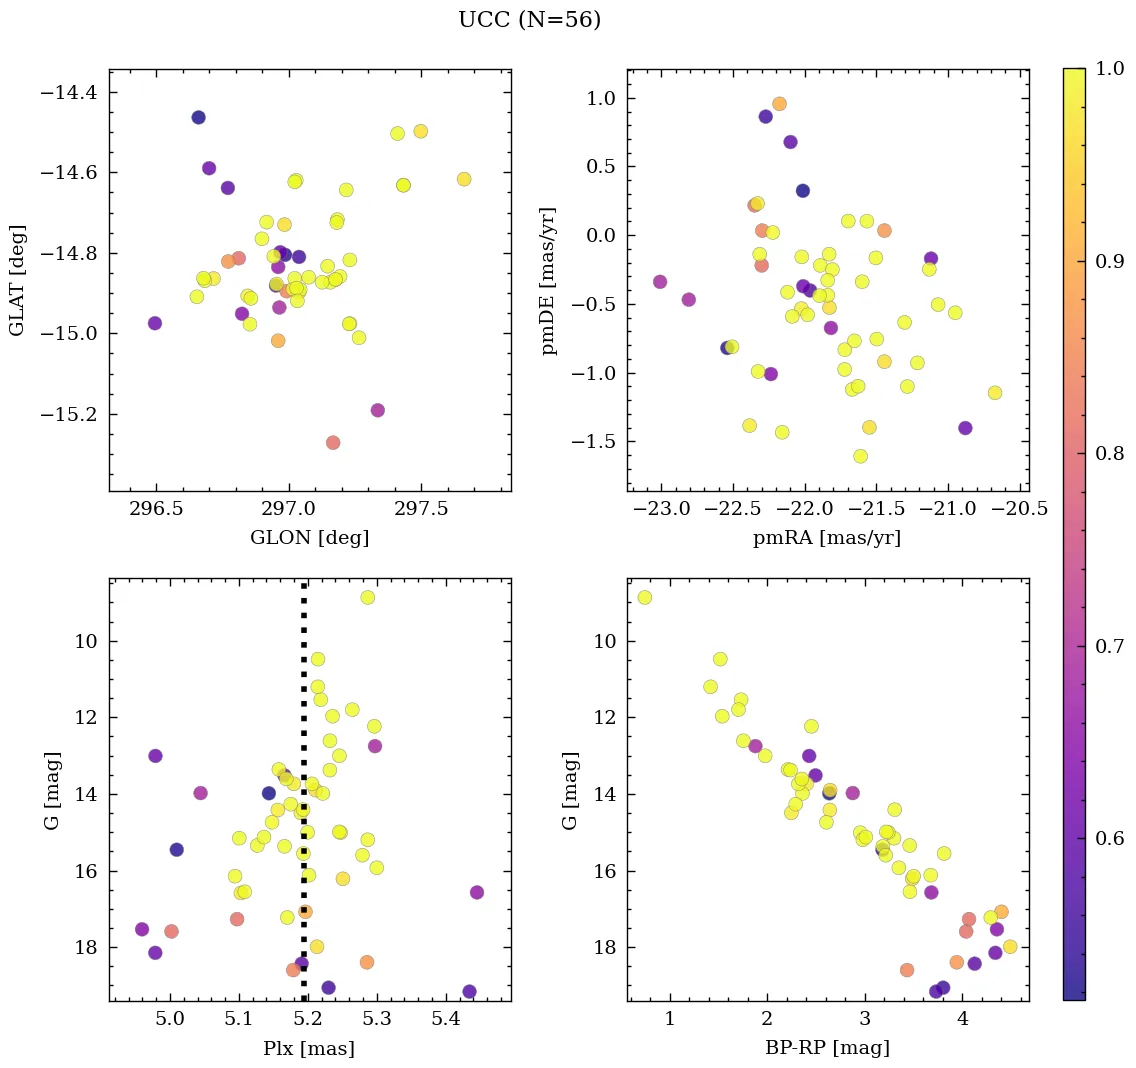 UCC (N=56)
−14.4
−14.6
−14.8
−15.0
−15.2
GLAT [deg]
296.5 297.0 297.5
GLON [deg]
1.0
0.5
0.0
−0.5
−1.0
−1.5
pmDE [mas/yr]
−23.0 −22.5 −22.0 −21.5 −21.0 −20.5
pmRA [mas/yr]
10
12
14
16
18
G [mag]
5.0 5.1 5.2 5.3 5.4
Plx [mas]
10
12
14
16
18
G [mag]
1 2 3 4
BP-RP [mag]
1.0
0.9
0.8
0.7
0.6